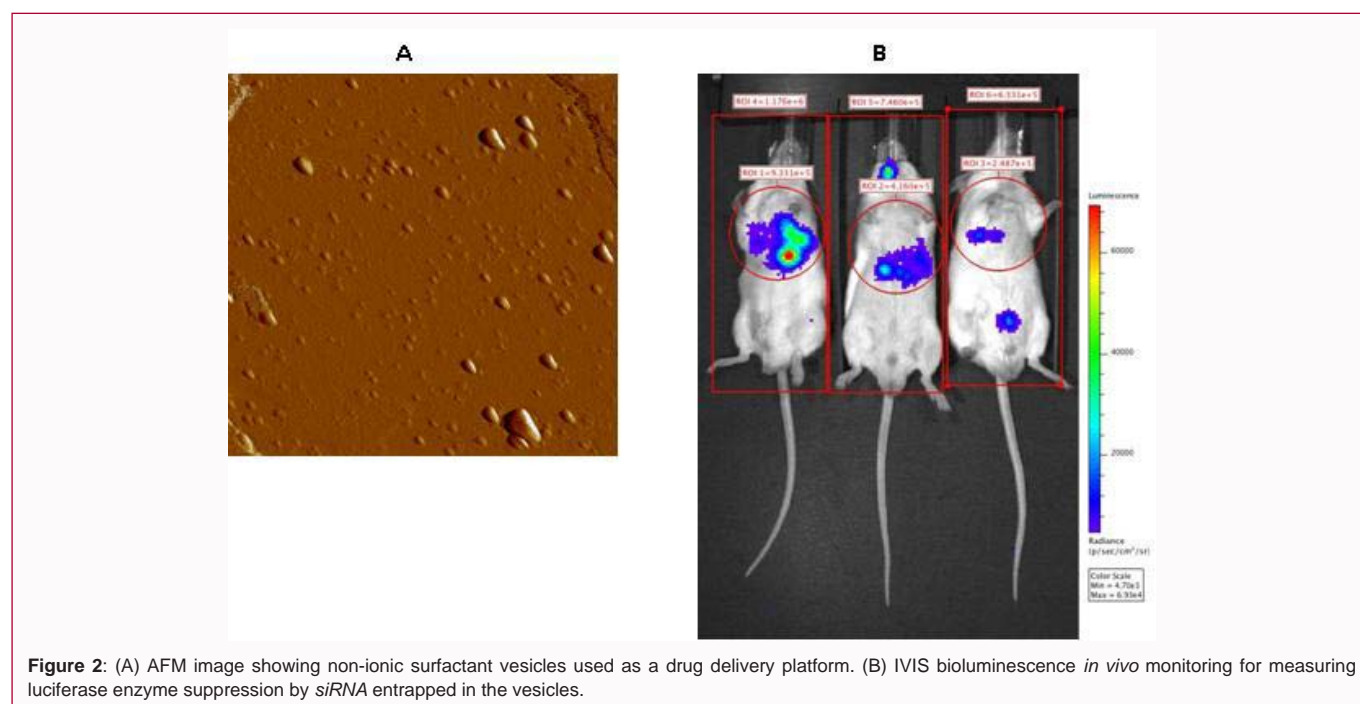 A
B
ROI 4=1.176e+6
ROI 5=7.460e+5
ROI 6=6.531e+5
ROI 1=9.331e+5
ROI 2=4.160e+5
ROI 3=2.487e+5
Luminescence
60000
40000
20000
Radiance
(p/sec/cm²/sr)
Color Scale
Min = 4.70e3
Max = 6.93e4
Figure 2: (A) AFM image showing non-ionic surfactant vesicles used as a drug delivery platform. (B) IVIS bioluminescence in vivo monitoring for measuring
luciferase enzyme suppression by siRNA entrapped in the vesicles.